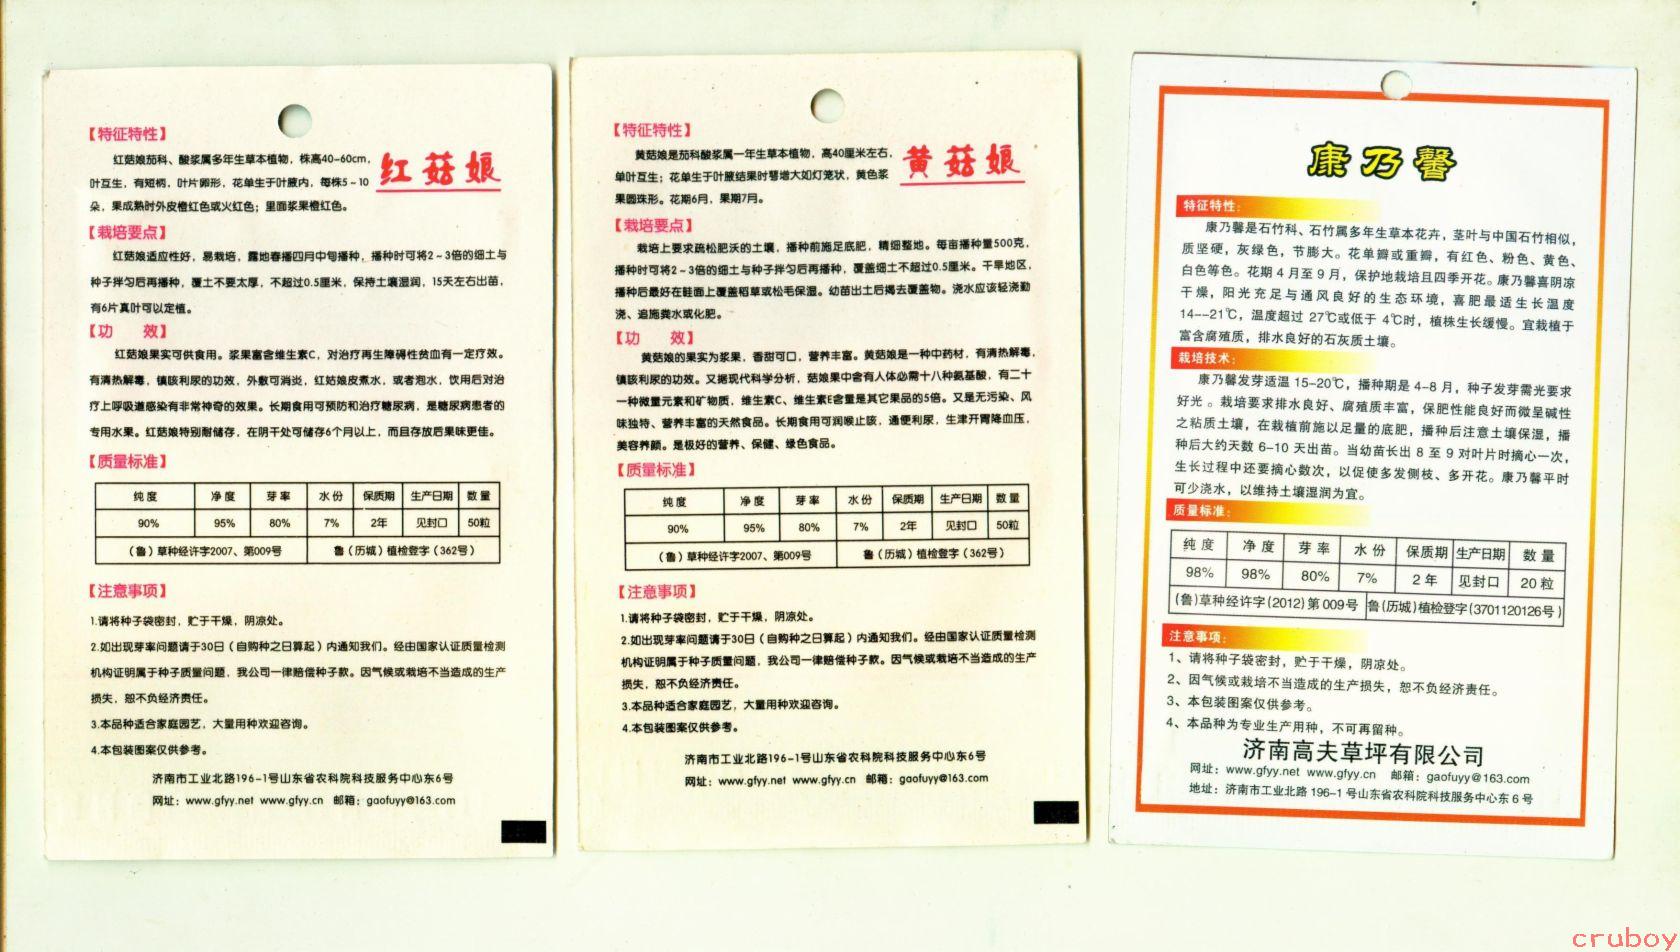 【特征特性】
红菇娘
红菇娘茄科、酸浆属多年生草本植物，株高40-60cm，
叶互生，有短柄，叶片卵形，花单生于叶腋内，每株5～10
朵，果成熟时外皮橙红色或火红色；里面浆果橙红色。
【栽培要点】
红菇娘适应性好，易栽培，露地春播四月中旬播种，播种时可将2～3倍的细土与
种子拌匀后再播种，覆土不要太厚，不超过0.5厘米，保持土壤湿润，15天左右出苗，
有6片真叶可以定植。
【功　效】
红菇娘果实可供食用。浆果富含维生素C，对治疗再生障碍性贫血有一定疗效。
有清热解毒，镇咳利尿的功效，外敷可消炎，红菇娘皮煮水，或者泡水，饮用后对治
疗上呼吸道感染有非常神奇的效果。长期食用可预防和治疗糖尿病，是糖尿病患者的
专用水果。红菇娘特别耐储存，在阴干处可储存6个月以上，而且存放后果味更佳。
【质量标准】
纯 度 净 度 芽 率 水 份 保质期 生产日期 数 量
90% 95% 80% 7% 2年 见封口 50粒
（鲁）草种经许字2007、第009号 鲁（历城）植检登字（362号）
【注意事项】
1.请将种子袋密封，贮于干燥，阴凉处。
2.如出现芽率问题请于30日（自购种之日算起）内通知我们。经由国家认证质量检测
机构证明属于种子质量问题，我公司一律赔偿种子款。因气候或栽培不当造成的生产
损失，恕不负经济责任。
3.本品种适合家庭园艺，大量用种欢迎咨询。
4.本包装图案仅供参考。
济南市工业北路196-1号山东省农科院科技服务中心东6号
网址：www.gfyy.net www.gfyy.cn 邮箱：gaofuyy@163.com
【特征特性】
黄菇娘
黄菇娘是茄科酸浆属一年生草本植物，高40厘米左右，
单叶互生；花单生于叶腋结果时萼增大如灯笼状，黄色浆
果圆珠形。花期6月，果期7月。
【栽培要点】
栽培上要求疏松肥沃的土壤，播种前施足底肥，精细整地。每亩播种量500克，
播种时可将2～3倍的细土与种子拌匀后再播种，覆盖细土不超过0.5厘米。干旱地区，
播种后最好在畦面上覆盖稻草或松毛保湿。幼苗出土后揭去覆盖物。浇水应该轻浇勤
浇、追施粪水或化肥。
【功　效】
黄菇娘的果实为浆果，香甜可口，营养丰富。黄菇娘是一种中药材，有清热解毒，
镇咳利尿的功效。又据现代科学分析，菇娘果中含有人体必需十八种氨基酸，有二十
一种微量元素和矿物质，维生素C、维生素E含量是其它果品的5倍。又是无污染、风
味独特、营养丰富的天然食品。长期食用可润喉止咳，通便利尿，生津开胃降血压，
美容养颜。是极好的营养、保健、绿色食品。
【质量标准】
纯 度 净 度 芽 率 水 份 保质期 生产日期 数 量
90% 95% 80% 7% 2年 见封口 50粒
（鲁）草种经许字2007、第009号 鲁（历城）植检登字（362号）
【注意事项】
1.请将种子袋密封，贮于干燥，阴凉处。
2.如出现芽率问题请于30日（自购种之日算起）内通知我们。经由国家认证质量检测
机构证明属于种子质量问题，我公司一律赔偿种子款。因气候或栽培不当造成的生产
损失，恕不负经济责任。
3.本品种适合家庭园艺，大量用种欢迎咨询。
4.本包装图案仅供参考。
济南市工业北路196-1号山东省农科院科技服务中心东6号
网址：www.gfyy.net www.gfyy.cn 邮箱：gaofuyy@163.com
康乃馨
特征特性：
康乃馨是石竹科、石竹属多年生草本花卉，茎叶与中国石竹相似，
质坚硬，灰绿色，节膨大。花单瓣或重瓣，有红色、粉色、黄色、
白色等色。花期 4 月至 9 月，保护地栽培且四季开花。康乃馨喜阴凉
干燥，阳光充足与通风良好的生态环境，喜肥最适生长温度
14--21℃，温度超过 27℃或低于 4℃时，植株生长缓慢。宜栽植于
富含腐殖质，排水良好的石灰质土壤。
栽培技术：
康乃馨发芽适温 15-20℃，播种期是 4-8 月，种子发芽需光要求
好光 。栽培要求排水良好、腐殖质丰富，保肥性能良好而微呈碱性
之粘质土壤，在栽植前施以足量的底肥，播种后注意土壤保湿，播
种后大约天数 6-10 天出苗。当幼苗长出 8 至 9 对叶片时摘心一次，
生长过程中还要摘心数次，以促使多发侧枝、多开花。康乃馨平时
可少浇水，以维持土壤湿润为宜。
质量标准：
纯 度 净 度 芽 率 水 份 保质期 生产日期 数 量
98% 98% 80% 7% 2 年 见封口 20 粒
(鲁)草种经许字(2012)第 009号 鲁(历城)植检登字(3701120126号)
注意事项：
1、请将种子袋密封，贮于干燥，阴凉处。
2、因气候或栽培不当造成的生产损失，恕不负经济责任。
3、本包装图案仅供参考。
4、本品种为专业生产用种，不可再留种。
济南高夫草坪有限公司
网址：www.gfyy.net www.gfyy.cn 邮箱：gaofuyy@163.com
地址：济南市工业北路 196-1 号山东省农科院科技服务中心东 6 号
cruboy